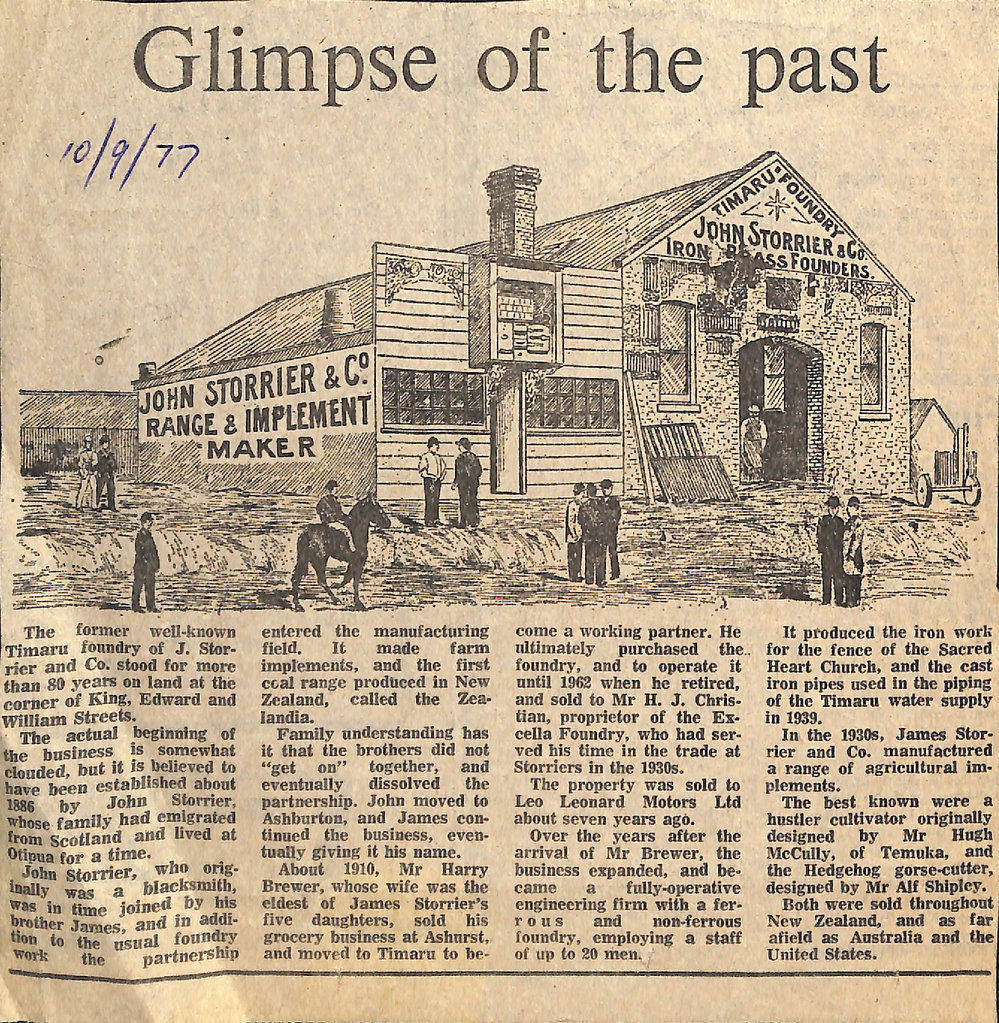 Glimpse of the past
10/9/77
TIMARU FOUNDRY
JOHN STORRIER & Co.
IRON BRASS FOUNDERS.
JOHN STORRIER & Co.
RANGE & IMPLEMENT
MAKER
The former well-known
Timaru foundry of J. Stor-
rier and Co. stood for more
than 80 years on land at the
corner of King, Edward and
William Streets.
The actual beginning of
the business is somewhat
clouded, but it is believed to
have been established about
1886 by John Storrier,
whose family had emigrated
from Scotland and lived at
Otipua for a time.
John Storrier, who orig-
inally was a blacksmith,
was in time joined by his
brother James, and in addi-
tion to the usual foundry
work the partnership
entered the manufacturing
field. It made farm
implements, and the first
coal range produced in New
Zealand, called the Zea-
landia.
Family understanding has
it that the brothers did not
"get on" together, and
eventually dissolved the
partnership. John moved to
Ashburton, and James con-
tinued the business, even-
tually giving it his name.
About 1910, Mr Harry
Brewer, whose wife was the
eldest of James Storrier's
five daughters, sold his
grocery business at Ashurst,
and moved to Timaru to be-
come a working partner. He
ultimately purchased the
foundry, and to operate it
until 1962 when he retired,
and sold to Mr H. J. Chris-
tian, proprietor of the Ex-
cella Foundry, who had ser-
ved his time in the trade at
Storriers in the 1930s.
The property was sold to
Leo Leonard Motors Ltd
about seven years ago.
Over the years after the
arrival of Mr Brewer, the
business expanded, and be-
came a fully-operative
engineering firm with a fer-
rous and non-ferrous
foundry, employing a staff
of up to 20 men.
It produced the iron work
for the fence of the Sacred
Heart Church, and the cast
iron pipes used in the piping
of the Timaru water supply
in 1939.
In the 1930s, James Stor-
rier and Co. manufactured
a range of agricultural im-
plements.
The best known were a
hustler cultivator originally
designed by Mr Hugh
McCully, of Temuka, and
the Hedgehog gorse-cutter,
designed by Mr Alf Shipley.
Both were sold throughout
New Zealand, and as far
afield as Australia and the
United States.